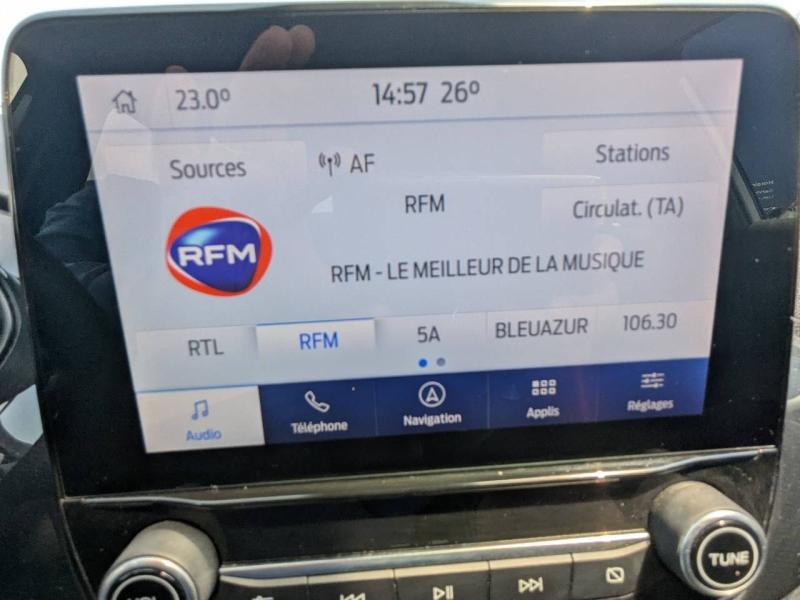 23.0° 14:57 26°
Sources AF Stations
RFM Circulat. (TA)
RFM
RFM - LE MEILLEUR DE LA MUSIQUE
RTL RFM 5A BLEUAZUR 106.30
Audio Téléphone Navigation Applis Réglages
VOL TUNE